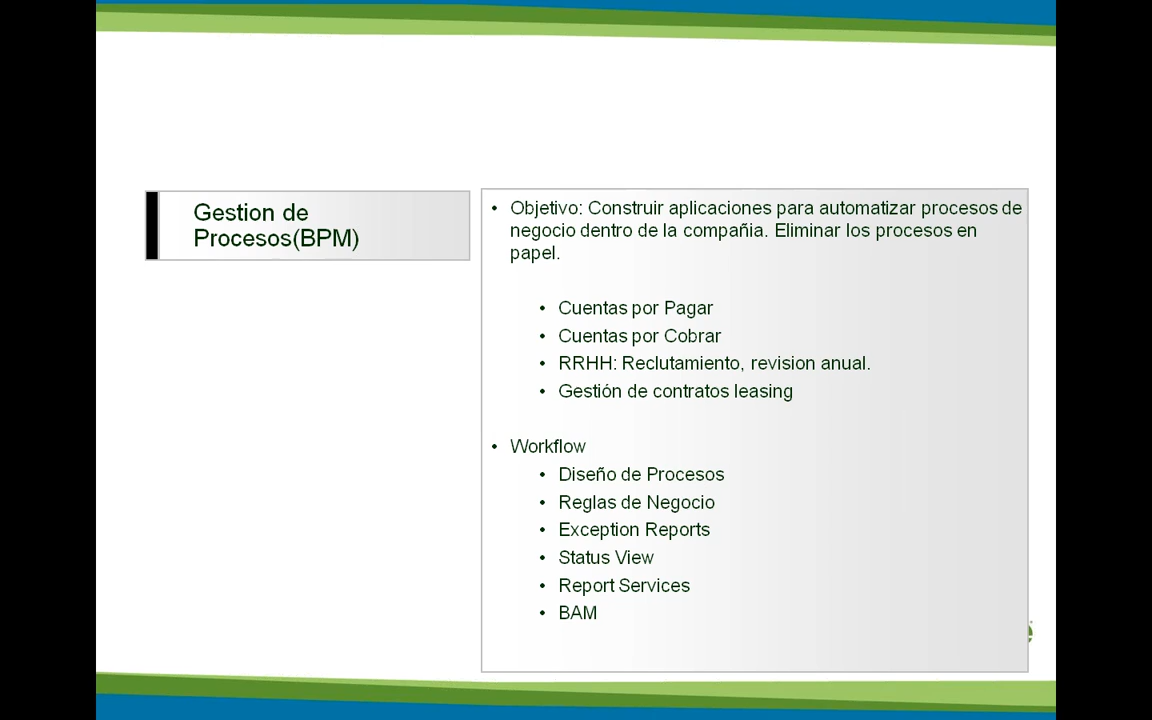 Gestion de
Procesos(BPM)
• Objetivo: Construir aplicaciones para automatizar procesos de
negocio dentro de la compañia. Eliminar los procesos en
papel.
• Cuentas por Pagar
• Cuentas por Cobrar
• RRHH: Reclutamiento, revision anual.
• Gestión de contratos leasing
• Workflow
• Diseño de Procesos
• Reglas de Negocio
• Exception Reports
• Status View
• Report Services
• BAM